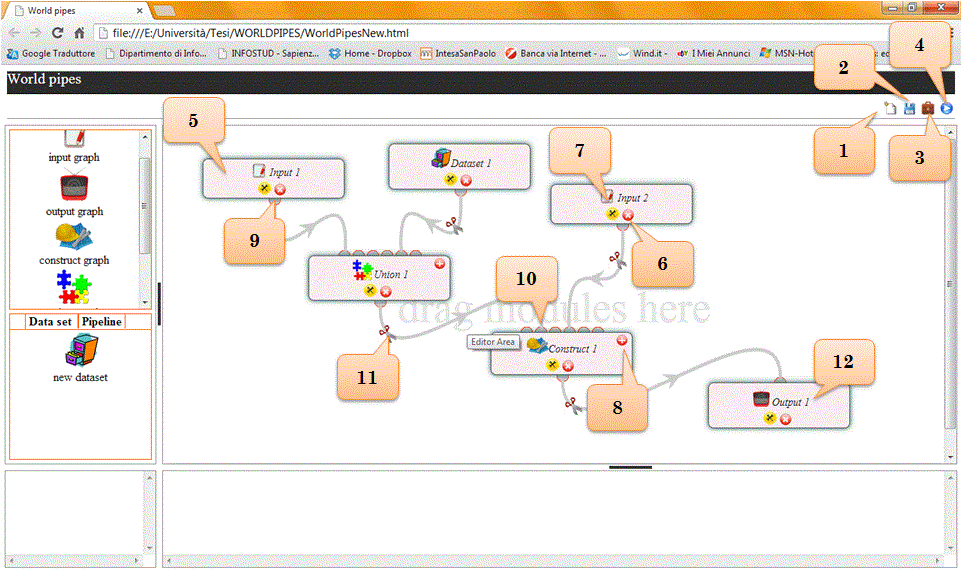 World pipes
file:///E:/Università/Tesi/WORLDPIPES/WorldPipesNew.html
Google Traduttore
Dipartimento di Info...
INFOSTUD - Sapienz...
Home - Dropbox
IntesaSanPaolo
Banca via Internet - ...
Wind.it - ...
I Miei Annunci
MSN-Hot
World pipes
4
2
1
3
5
7
input graph
output graph
construct graph
Data set
Pipeline
new dataset
Input 1
Dataset 1
Input 2
9
6
Union 1
10
drag modules here
Editor Area
Construct 1
11
8
12
Output 1